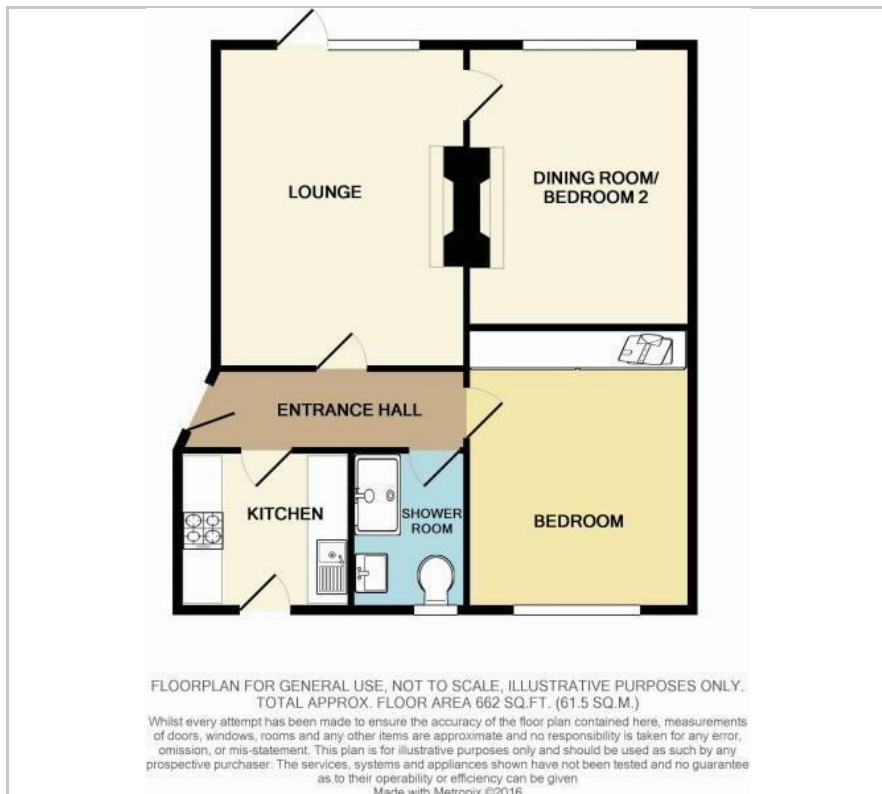 LOUNGE
DINING ROOM/
BEDROOM 2
ENTRANCE HALL
KITCHEN
SHOWER
ROOM
BEDROOM
FLOORPLAN FOR GENERAL USE, NOT TO SCALE, ILLUSTRATIVE PURPOSES ONLY.
TOTAL APPROX. FLOOR AREA 662 SQ.FT. (61.5 SQ.M.)
Whilst every attempt has been made to ensure the accuracy of the floor plan contained here, measurements
of doors, windows, rooms and any other items are approximate and no responsibility is taken for any error,
omission, or mis-statement. This plan is for illustrative purposes only and should be used as such by any
prospective purchaser. The services, systems and appliances shown have not been tested and no guarantee
as to their operability or efficiency can be given
Made with Metropix ©2016